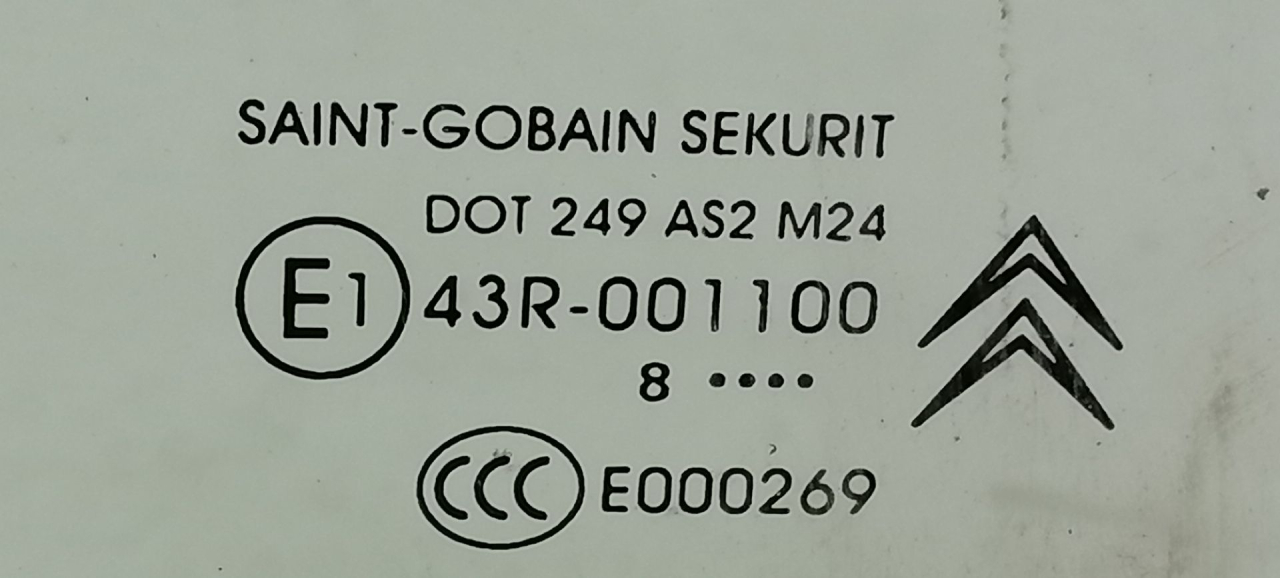 SAINT-GOBAIN SEKURIT
DOT 249 AS2 M24
E1 43R-001100
8 ••••
CCC E000269